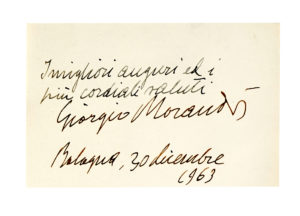 I migliori auguri ed i
più cordiali saluti
Giorgio Morandi
Bologna, 30 dicembre
1963